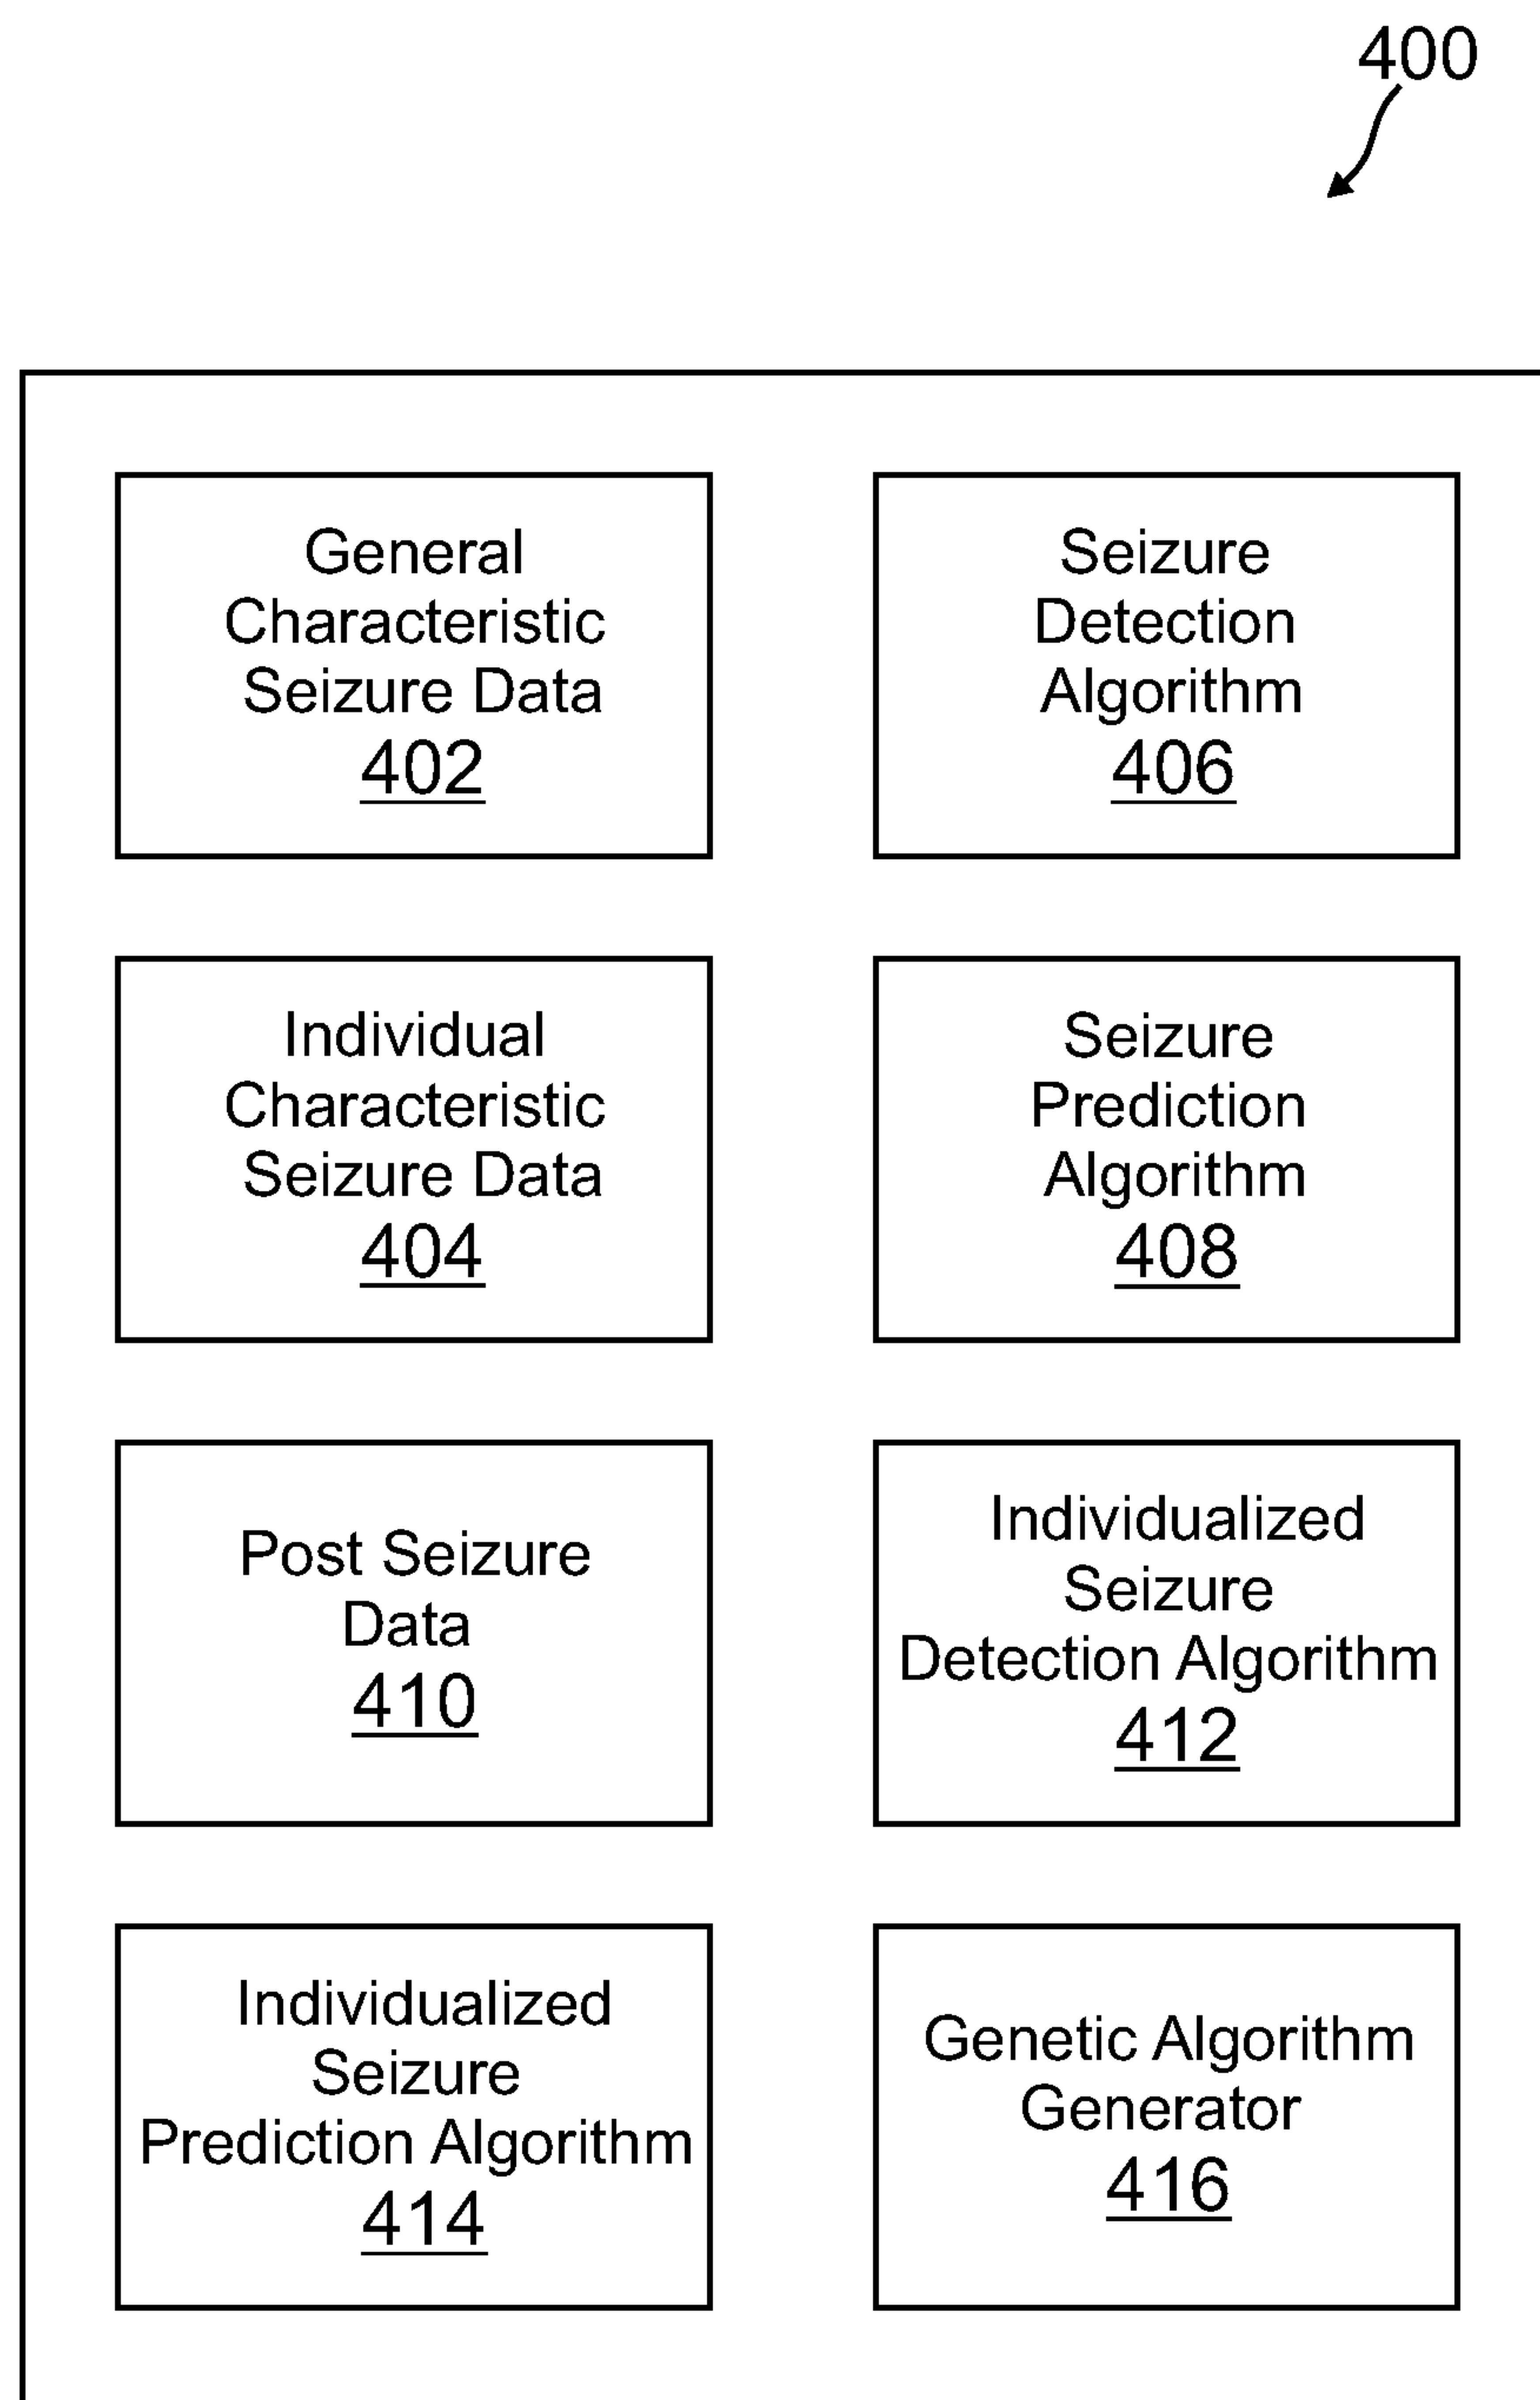 400
General
Characteristic
Seizure Data
402
Seizure
Detection
Algorithm
406
Individual
Characteristic
Seizure Data
404
Seizure
Prediction
Algorithm
408
Post Seizure
Data
410
Individualized
Seizure
Detection Algorithm
412
Individualized
Seizure
Prediction Algorithm
414
Genetic Algorithm
Generator
416